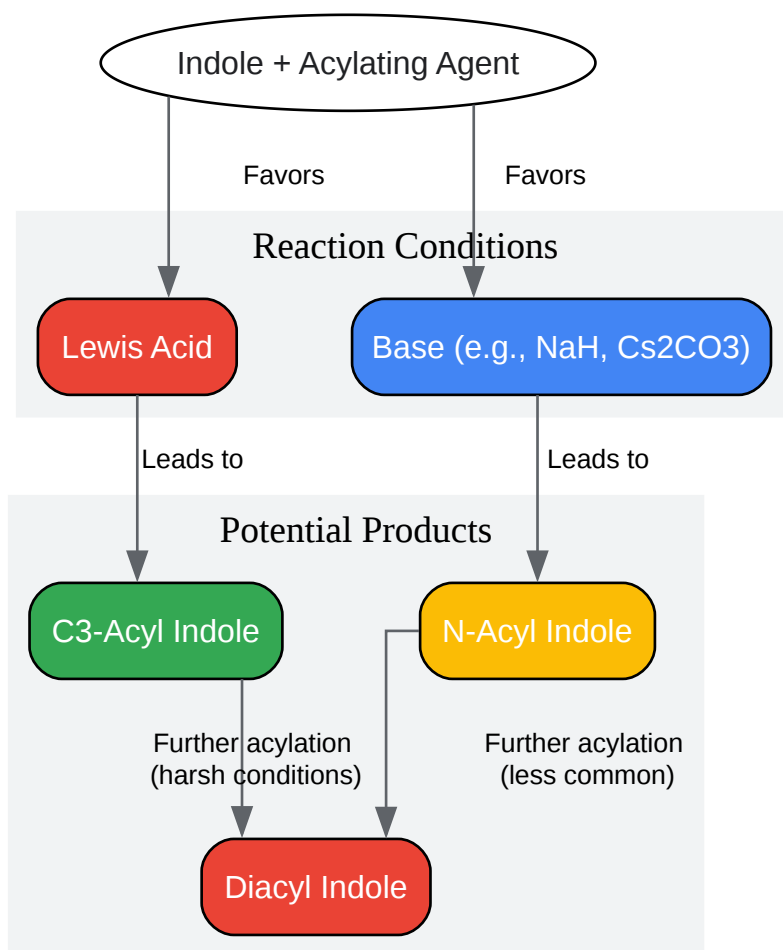 Indole + Acylating Agent
Favors
Favors
Reaction Conditions
Lewis Acid
Base (e.g., NaH, Cs2CO3)
Leads to
Leads to
Potential Products
C3-Acyl Indole
N-Acyl Indole
Further acylation
(harsh conditions)
Further acylation
(less common)
Diacyl Indole